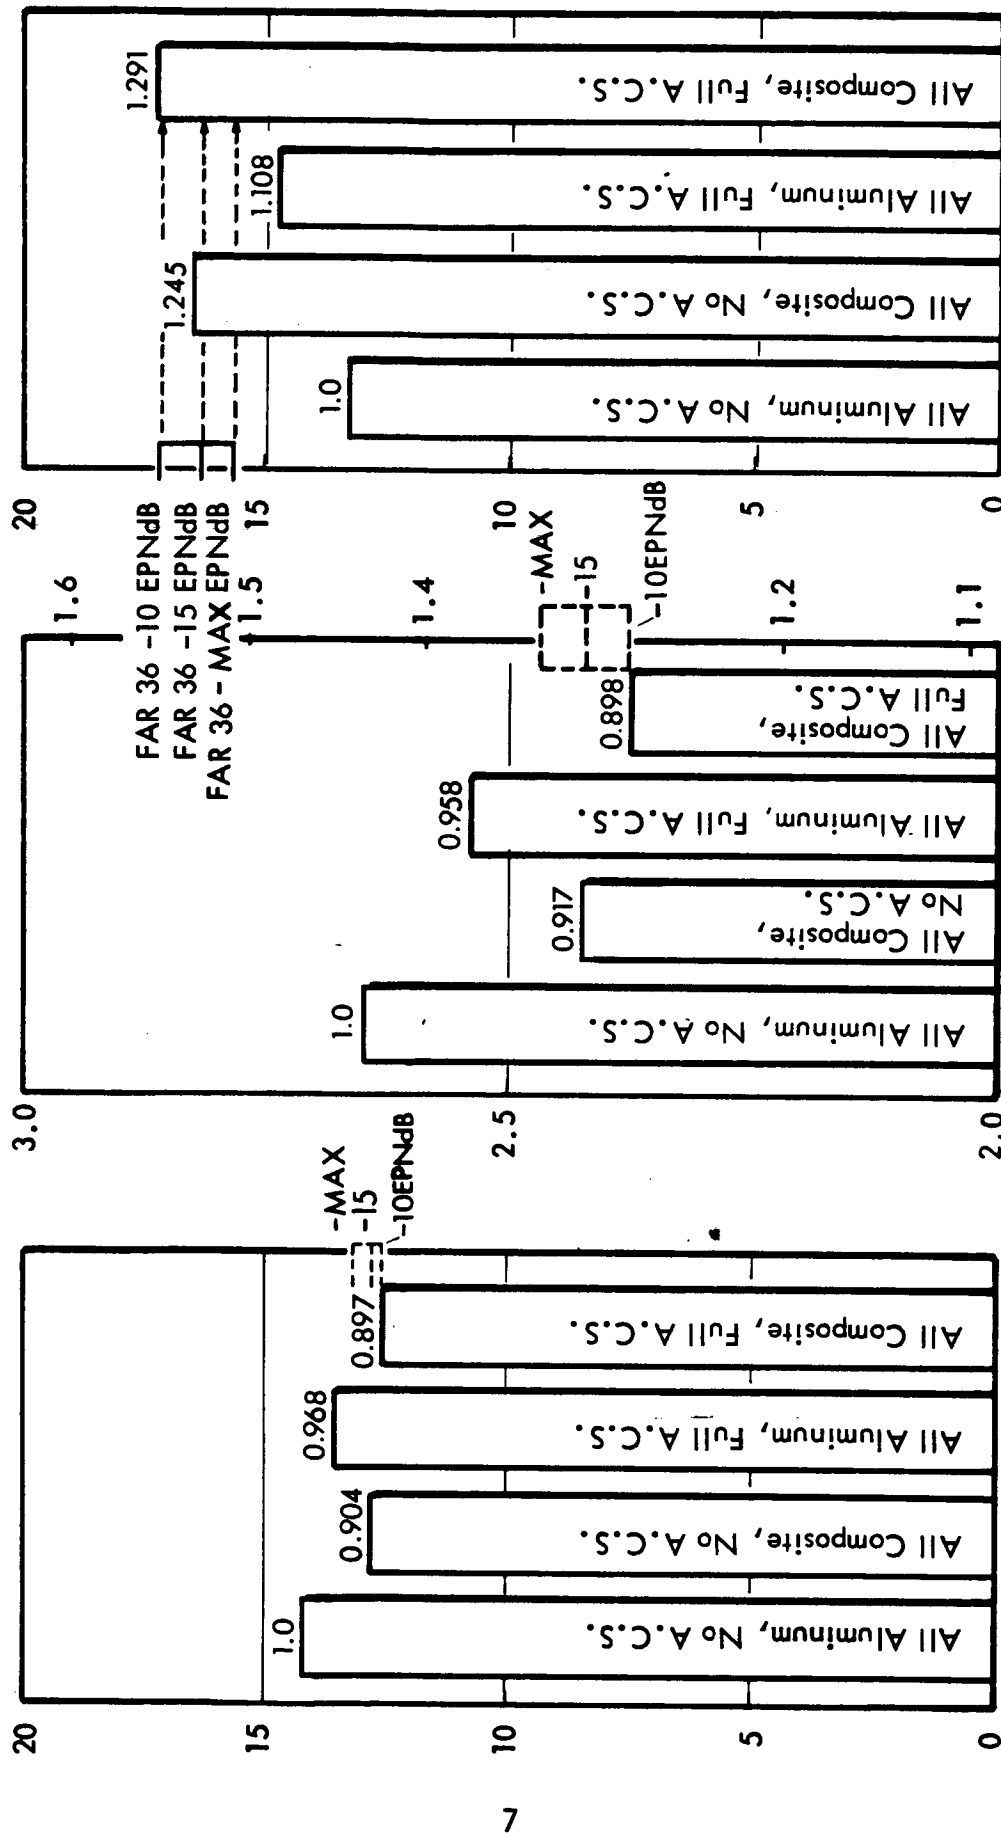 20
15
10
5
0
1.0
0.904
0.968
0.897
All Aluminum, No A.C.S.
All Composite, No A.C.S.
All Aluminum, Full A.C.S.
All Composite, Full A.C.S.
-MAX
-15
-10EPNdB
3.0
2.5
2.0
1.0
0.917
0.958
0.898
All Aluminum, No A.C.S.
All Composite,
No A.C.S.
All Aluminum, Full A.C.S.
All Composite,
Full A.C.S.
-MAX
-15
-10EPNdB
1.6
1.5
1.4
1.2
1.1
FAR 36 -10 EPNdB
FAR 36 -15 EPNdB
FAR 36 - MAX EPNdB
20
15
10
5
0
1.0
1.245
1.108
1.291
All Aluminum, No A.C.S.
All Composite, No A.C.S.
All Aluminum, Full A.C.S.
All Composite, Full A.C.S.
7